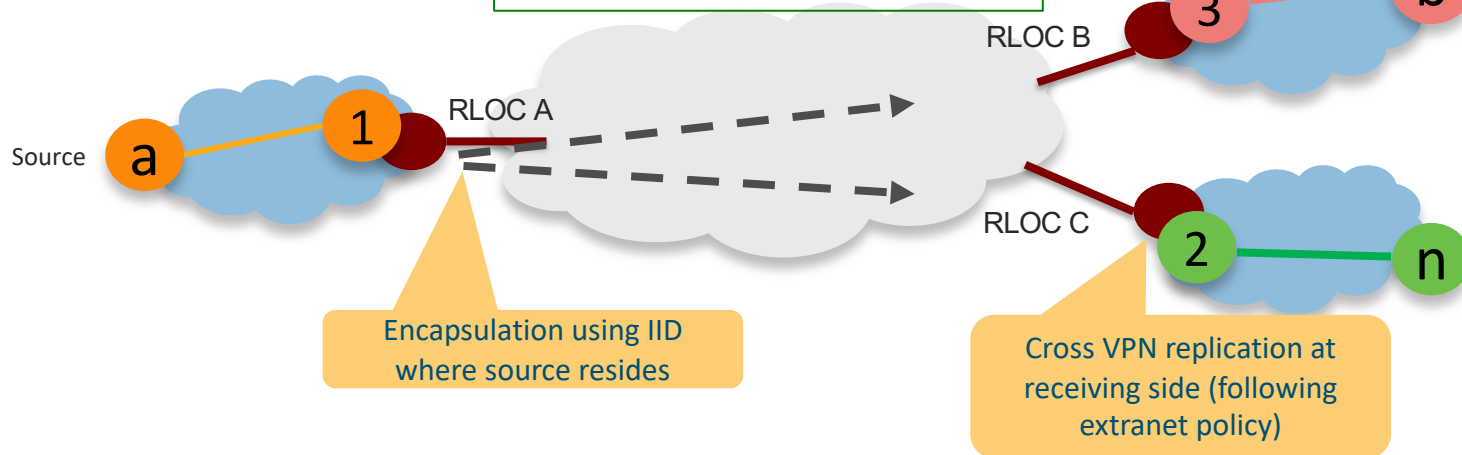 3
b
RLOC B
RLOC A
1
Source
a
RLOC C
2
n
Encapsulation using IID
where source resides
Cross VPN replication at
receiving side (following
extranet policy)